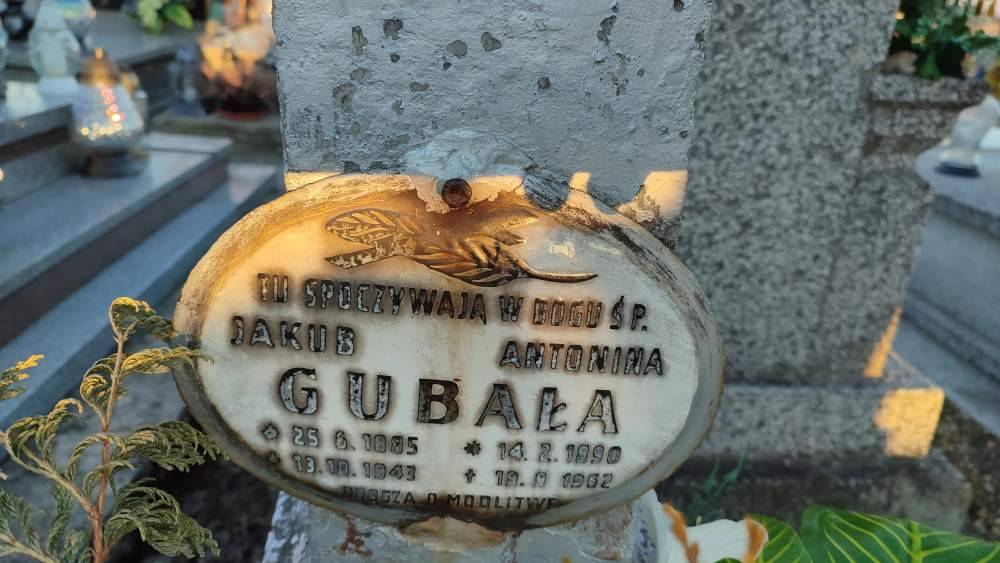 TU SPOCZYWAJĄ W BOGU Ś P.
JAKUB ANTONINA
GUBAŁA
* 25 6. 1885 * 14. 2. 1890
+ 13. 10. 1943 + 19. 9 1962
PROSZĄ O MODLITWĘ